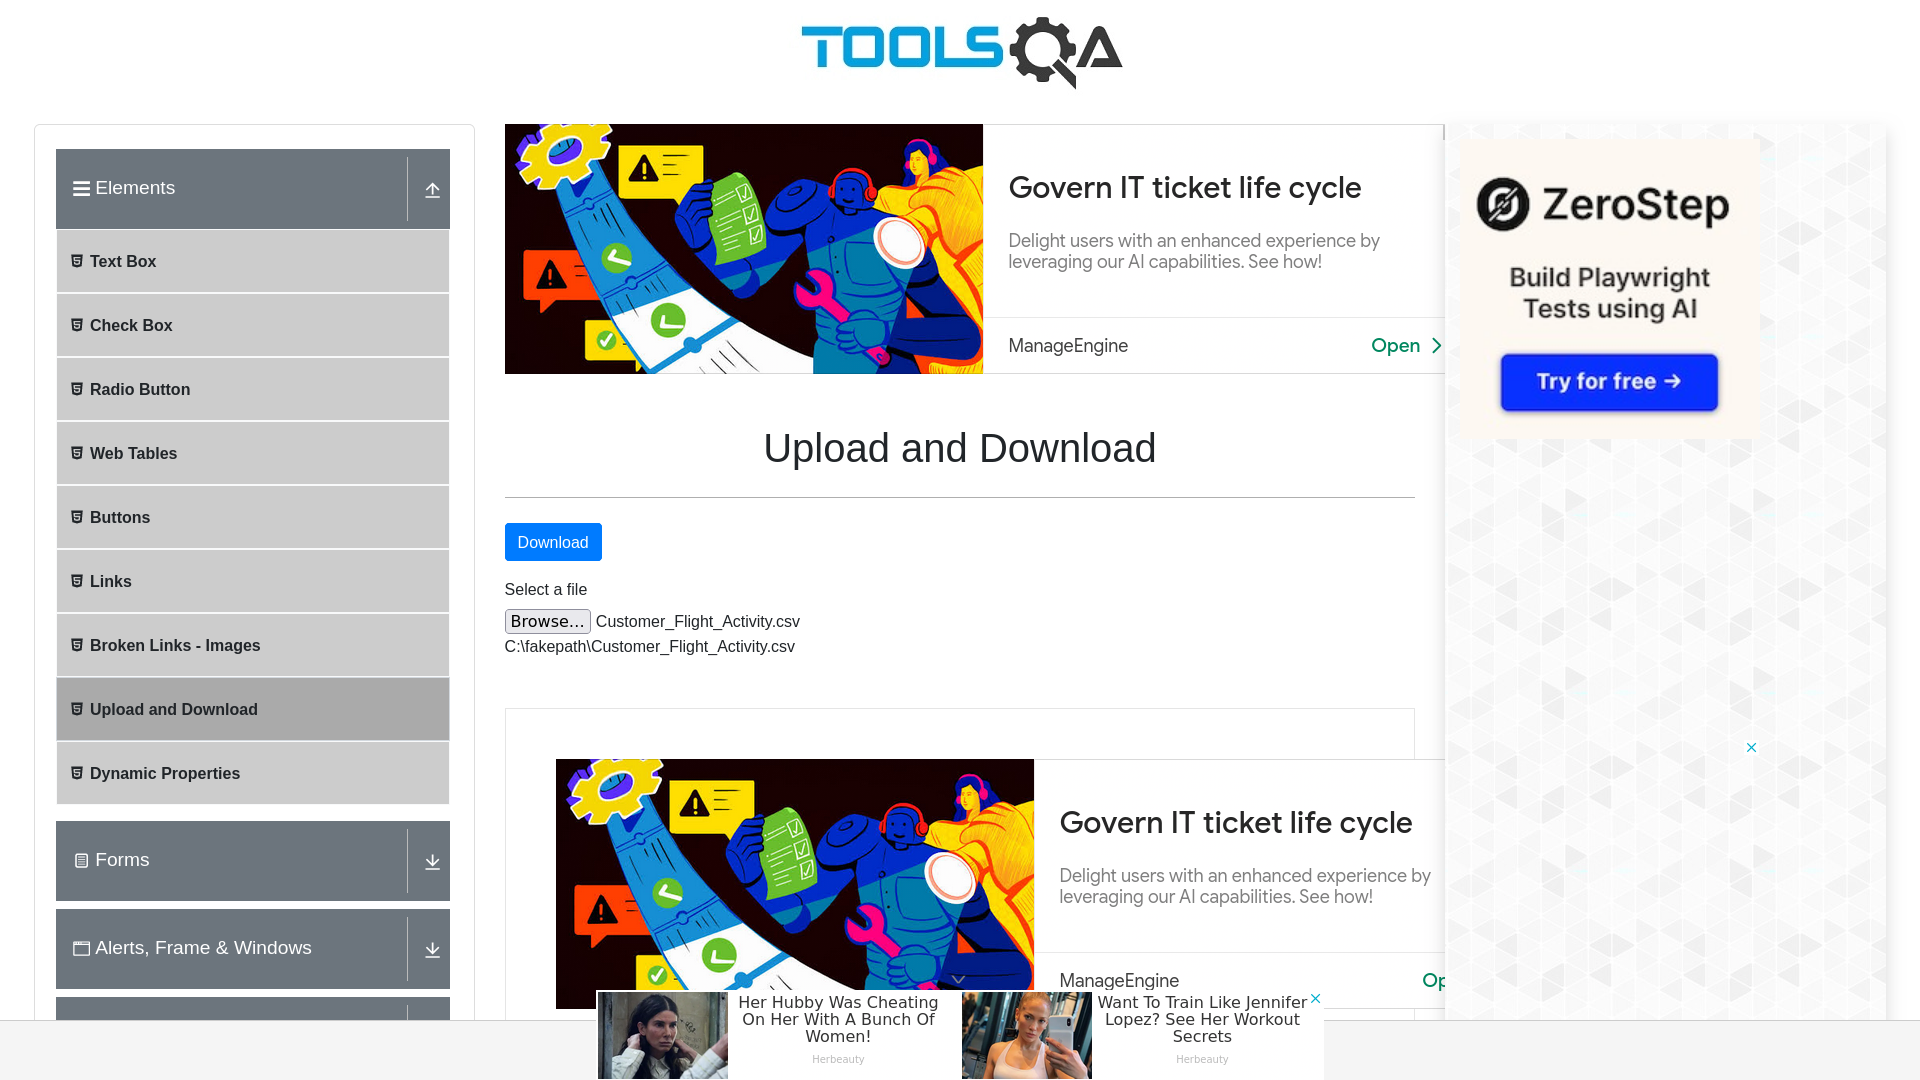 TOOLSQA
Elements
Text Box
Check Box
Radio Button
Web Tables
Buttons
Links
Broken Links - Images
Upload and Download
Dynamic Properties
Forms
Alerts, Frame & Windows
Govern IT ticket life cycle
Delight users with an enhanced experience by
leveraging our AI capabilities. See how!
ManageEngine
Open
Upload and Download
Download
Select a file
Browse...
Customer_Flight_Activity.csv
C:\fakepath\Customer_Flight_Activity.csv
Govern IT ticket life cycle
Delight users with an enhanced experience by
leveraging our AI capabilities. See how!
ManageEngine
Op
ZeroStep
Build Playwright
Tests using AI
Try for free →
Her Hubby Was Cheating
On Her With A Bunch Of
Women!
Herbeauty
Want To Train Like Jennifer
Lopez? See Her Workout
Secrets
Herbeauty